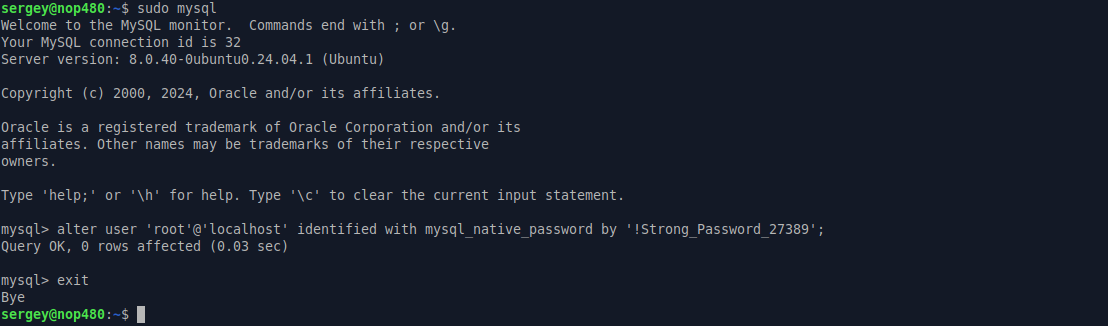 sergey@nop480:~$ sudo mysql
Welcome to the MySQL monitor.  Commands end with ; or \g.
Your MySQL connection id is 32
Server version: 8.0.40-0ubuntu0.24.04.1 (Ubuntu)
Copyright (c) 2000, 2024, Oracle and/or its affiliates.
Oracle is a registered trademark of Oracle Corporation and/or its
affiliates. Other names may be trademarks of their respective
owners.
Type 'help;' or '\h' for help. Type '\c' to clear the current input statement.
mysql> alter user 'root'@'localhost' identified with mysql_native_password by '!Strong_Password_27389';
Query OK, 0 rows affected (0.03 sec)
mysql> exit
Bye
sergey@nop480:~$